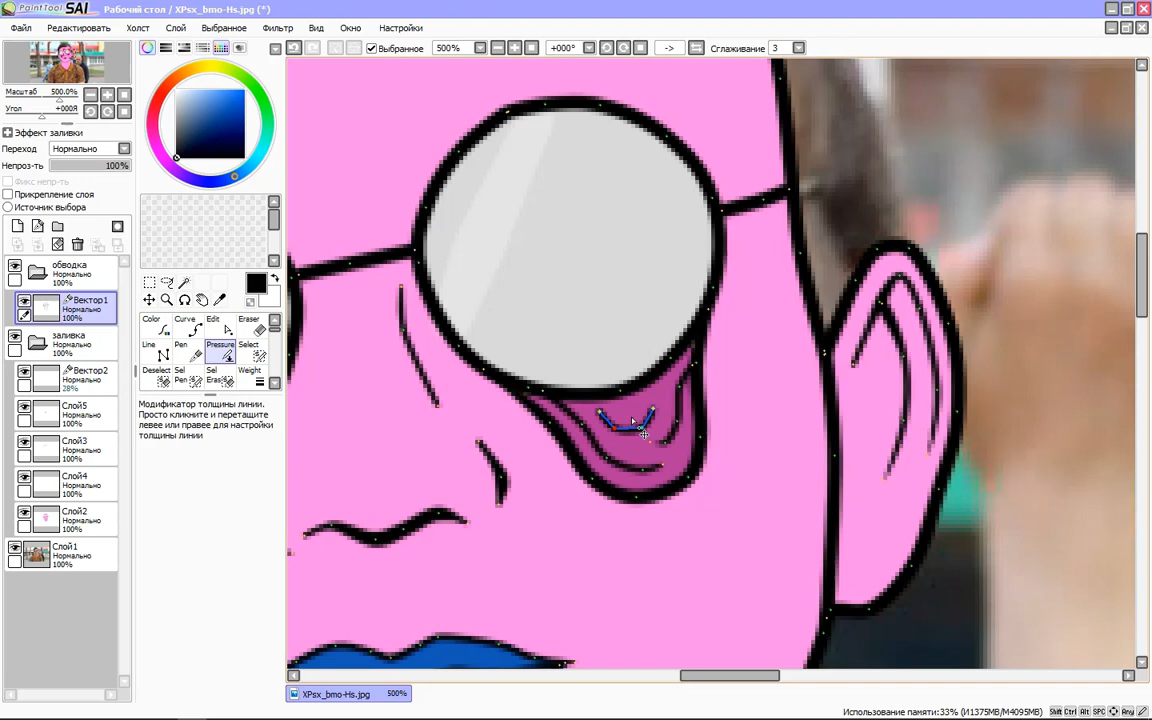 PaintTool SAI Рабочий стол / XPsx_bmo-Hs.jpg (*)
Файл Редактировать Холст Слой Выбранное Фильтр Вид Окно Настройки
Выбранное 500% +000° -> Сглаживание 3
Масштаб 500.0%
Угол +000Я
Эффект заливки
Переход Нормально
Непроз-ть 100%
Фикс непр-ть
Прикрепление слоя
Источник выбора
обводка
Нормально
100%
Вектор1
Нормально
100%
заливка
Нормально
100%
Вектор2
Нормально
28%
Слой5
Нормально
100%
Слой3
Нормально
100%
Слой4
Нормально
100%
Слой2
Нормально
100%
Слой1
Нормально
100%
Color Curve Edit Eraser
Line Pen Pressure Select
Deselect Sel Pen Sel Eras Weight
Модификатор толщины линии.
Просто кликните и перетащите
левее или правее для настройки
толщины линии
XPsx_bmo-Hs.jpg 500%
Использование памяти:33% (И1375MB/М4095MB) Shift Ctrl Alt SPC Any